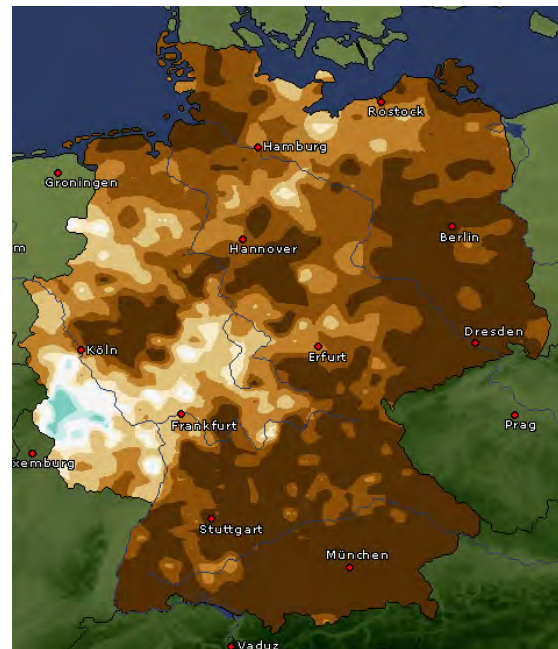 Rostock
Hamburg
Groningen
m
Berlin
Hannover
Dresden
Köln
Erfurt
Prag
Frankfurt
xemburg
Stuttgart
München
Vaduz